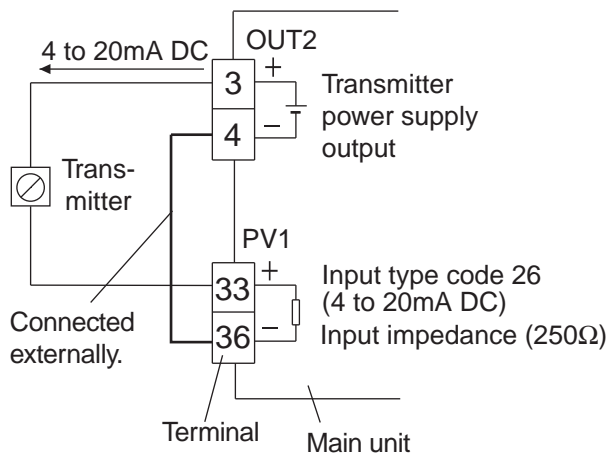 4 to 20mA DC
OUT2
+
3
4
−
Transmitter
power supply
output
Trans-
mitter
PV1
+
33
36
−
Input type code 26
(4 to 20mA DC)
Input impedance (250Ω)
Connected
externally.
Terminal
Main unit